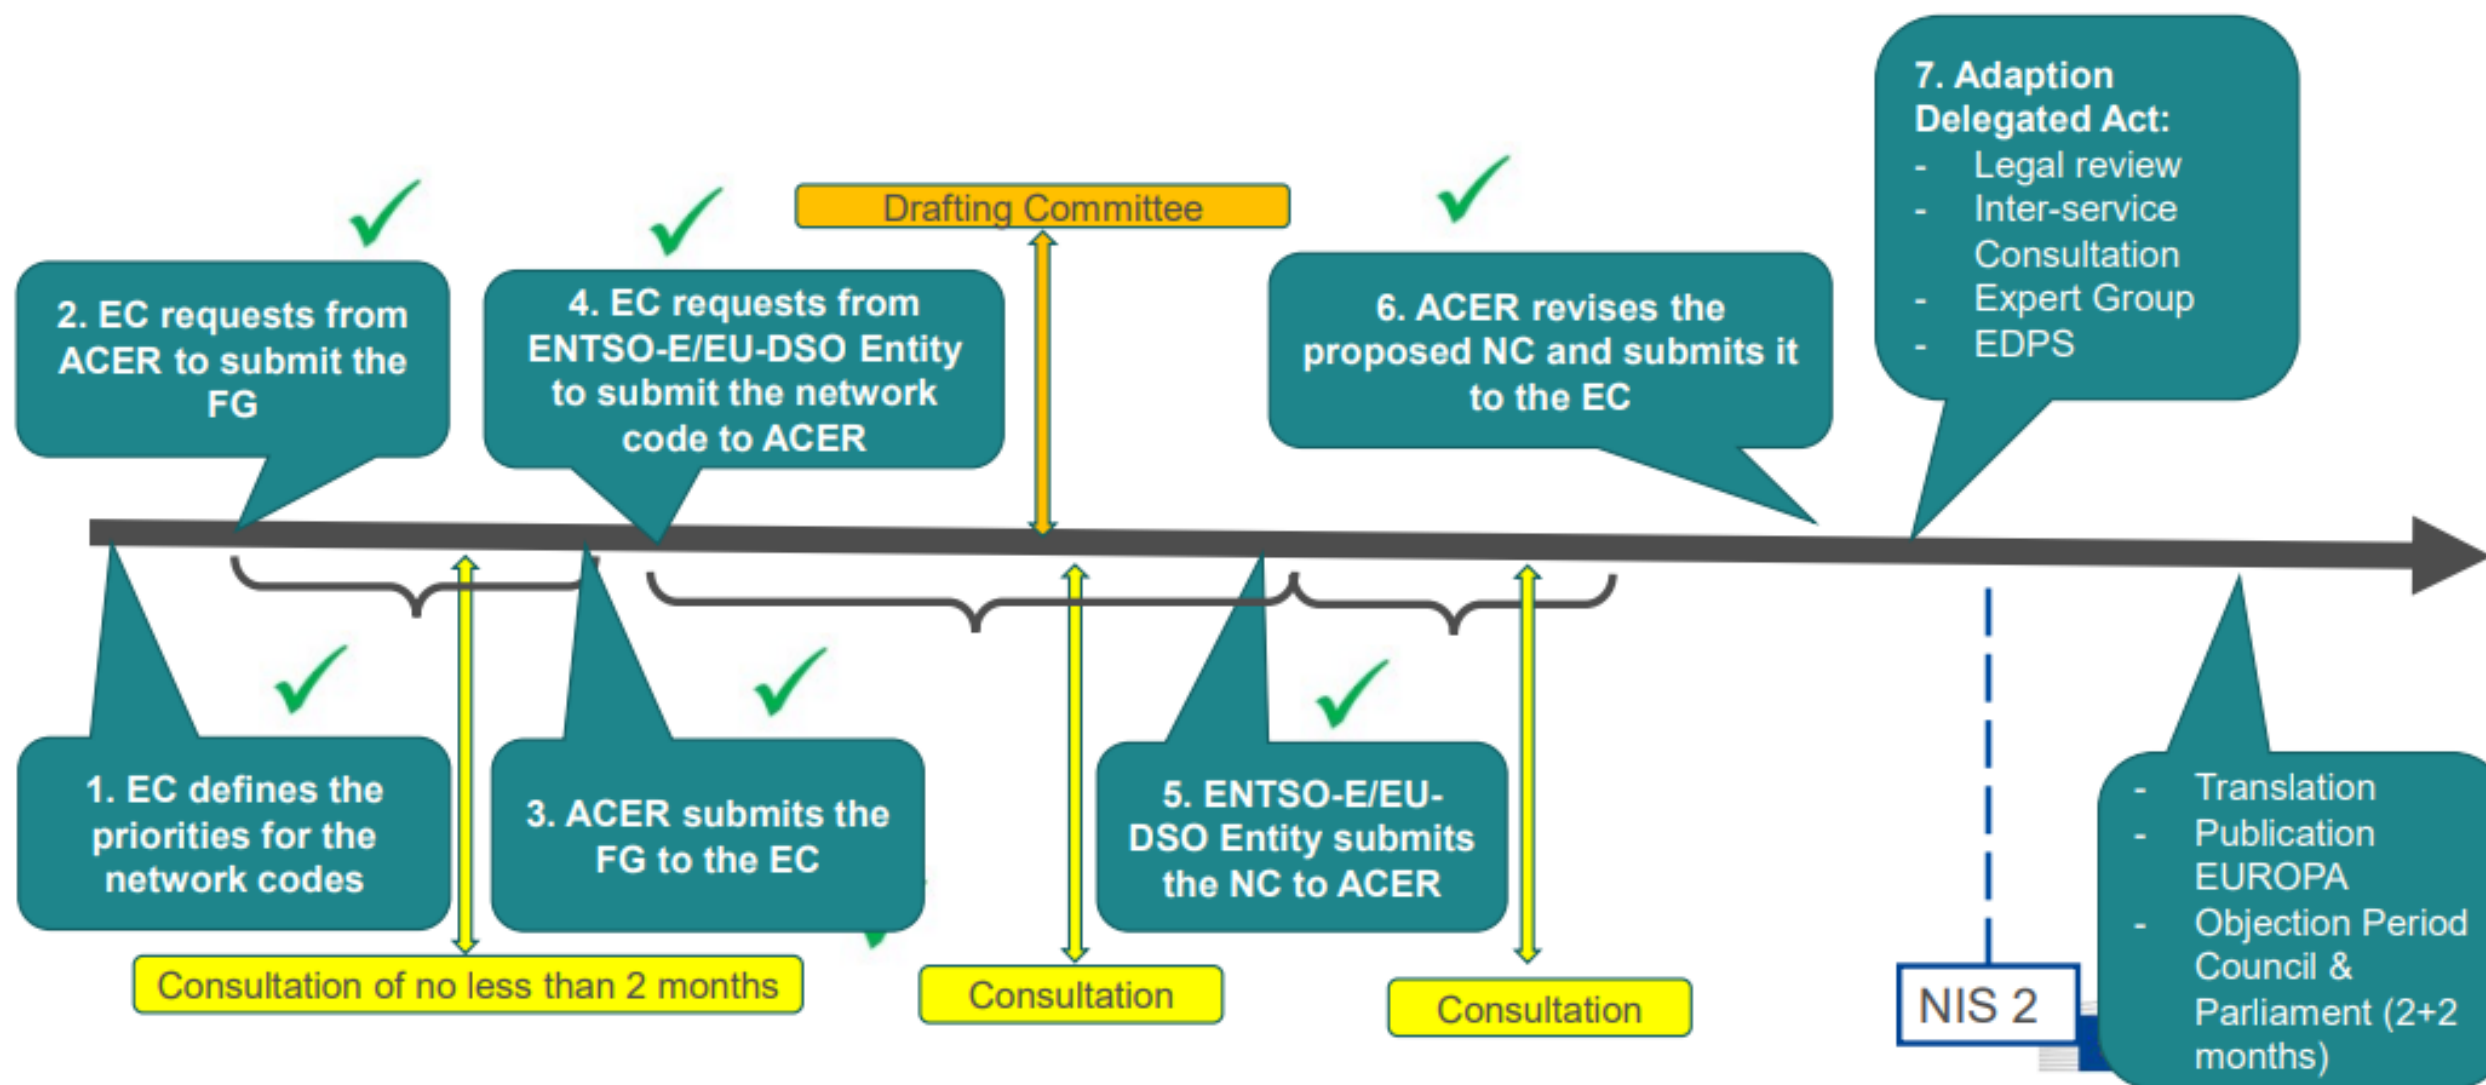 7. Adaption
Delegated Act:
- Legal review
- Inter-service
Consultation
- Expert Group
- EDPS
Drafting Committee
2. EC requests from
ACER to submit the
FG
4. EC requests from
ENTSO-E/EU-DSO Entity
to submit the network
code to ACER
6. ACER revises the
proposed NC and submits it
to the EC
1. EC defines the
priorities for the
network codes
3. ACER submits the
FG to the EC
5. ENTSO-E/EU-
DSO Entity submits
the NC to ACER
- Translation
- Publication
EUROPA
- Objection Period
Council &
Parliament (2+2
months)
Consultation of no less than 2 months
Consultation
Consultation
NIS 2